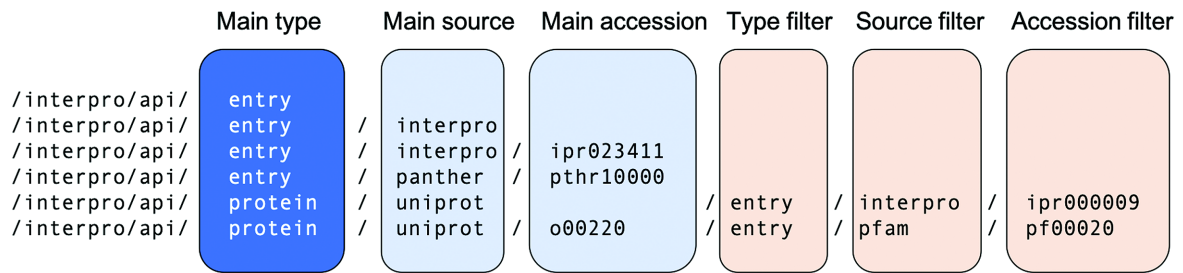 Main type Main source Main accession Type filter Source filter Accession filter
/interpro/api/ entry
/interpro/api/ entry / interpro
/interpro/api/ entry / interpro / ipr023411
/interpro/api/ entry / panther / pthr10000
/interpro/api/ protein / uniprot / entry / interpro / ipr000009
/interpro/api/ protein / uniprot / o00220 / entry / pfam / pf00020